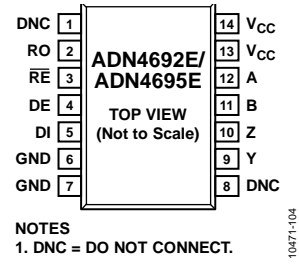 DNC 1 14 VCC
RO 2 ADN4692E/ 13 VCC
RE 3 ADN4695E 12 A
DE 4 TOP VIEW 11 B
DI 5 (Not to Scale) 10 Z
GND 6 9 Y
GND 7 8 DNC
NOTES
1. DNC = DO NOT CONNECT.
10471-104